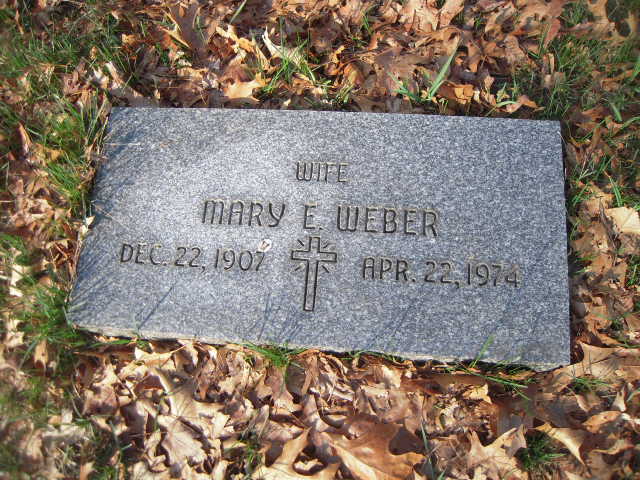 WIFE
MARY E. WEBER
DEC. 22, 1907 APR. 22, 1974